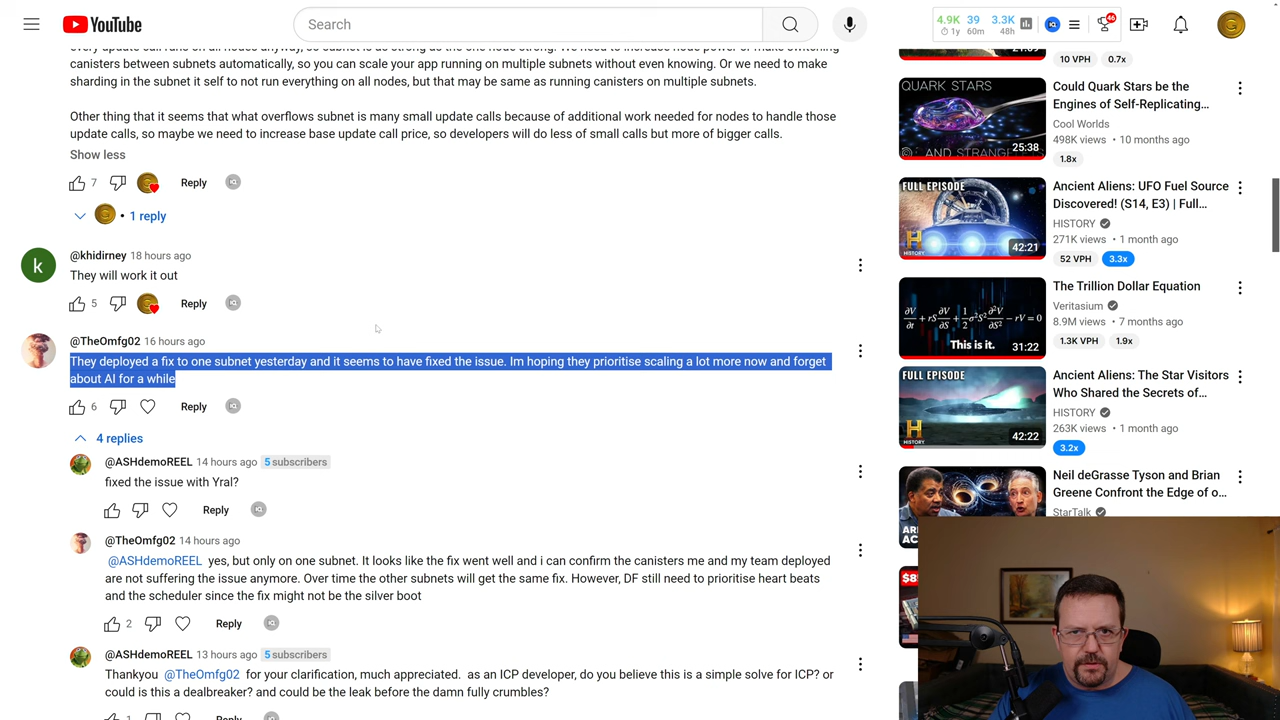 YouTube
Search
4.9K 39 3.3K
1y 60m 48h
46
every update call runs on all nodes anyway, so subnet is as strong as the one node strong. We need to increase node power or make switching
canisters between subnets automatically, so you can scale your app running on multiple subnets without even knowing. Or we need to make
sharding in the subnet it self to not run everything on all nodes, but that may be same as running canisters on multiple subnets.
Other thing that it seems that what overflows subnet is many small update calls because of additional work needed for nodes to handle those
update calls, so maybe we need to increase base update call price, so developers will do less of small calls but more of bigger calls.
Show less
7 Reply
1 reply
@khidirney 18 hours ago
k
They will work it out
5 Reply
@TheOmfg02 16 hours ago
They deployed a fix to one subnet yesterday and it seems to have fixed the issue. Im hoping they prioritise scaling a lot more now and forget
about AI for a while
6 Reply
4 replies
@ASHdemoREEL 14 hours ago 5 subscribers
fixed the issue with Yral?
Reply
@TheOmfg02 14 hours ago
@ASHdemoREEL yes, but only on one subnet. It looks like the fix went well and i can confirm the canisters me and my team deployed
are not suffering the issue anymore. Over time the other subnets will get the same fix. However, DF still need to prioritise heart beats
and the scheduler since the fix might not be the silver boot
2 Reply
@ASHdemoREEL 13 hours ago 5 subscribers
Thankyou @TheOmfg02 for your clarification, much appreciated. as an ICP developer, do you believe this is a simple solve for ICP? or
could is this a dealbreaker? and could be the leak before the damn fully crumbles?
1 Reply
10 VPH 0.7x
QUARK STARS
AND STRANGE
25:38
Could Quark Stars be the
Engines of Self-Replicating...
Cool Worlds
498K views • 10 months ago
1.8x
FULL EPISODE
H
HISTORY
42:21
Ancient Aliens: UFO Fuel Source
Discovered! (S14, E3) | Full...
HISTORY
271K views • 1 month ago
52 VPH 3.3x
This is it.
31:22
The Trillion Dollar Equation
Veritasium
8.9M views • 7 months ago
1.3K VPH 1.9x
FULL EPISODE
H
HISTORY
42:22
Ancient Aliens: The Star Visitors
Who Shared the Secrets of...
HISTORY
263K views • 1 month ago
3.2x
Neil deGrasse Tyson and Brian
Greene Confront the Edge of o...
StarTalk